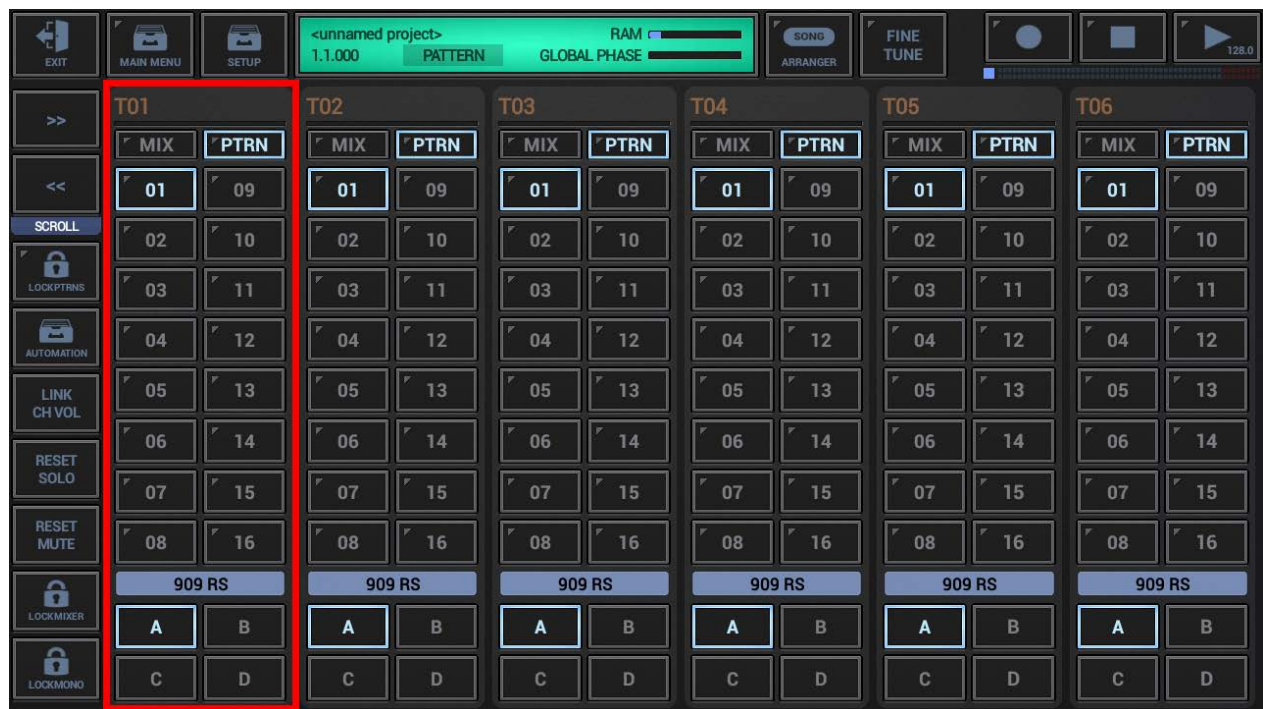 <unnamed project> RAM
1.1.000 PATTERN GLOBAL PHASE
EXIT
MAIN MENU
SETUP
SONG
ARRANGER
FINE
TUNE
128.0
>>
<<
SCROLL
LOCKPTRNS
AUTOMATION
LINK
CH VOL
RESET
SOLO
RESET
MUTE
LOCKMIXER
LOCKMONO
T01 T02 T03 T04 T05 T06
MIX PTRN MIX PTRN MIX PTRN MIX PTRN MIX PTRN MIX PTRN
01 09 01 09 01 09 01 09 01 09 01 09
02 10 02 10 02 10 02 10 02 10 02 10
03 11 03 11 03 11 03 11 03 11 03 11
04 12 04 12 04 12 04 12 04 12 04 12
05 13 05 13 05 13 05 13 05 13 05 13
06 14 06 14 06 14 06 14 06 14 06 14
07 15 07 15 07 15 07 15 07 15 07 15
08 16 08 16 08 16 08 16 08 16 08 16
909 RS 909 RS 909 RS 909 RS 909 RS 909 RS
A B A B A B A B A B A B
C D C D C D C D C D C D